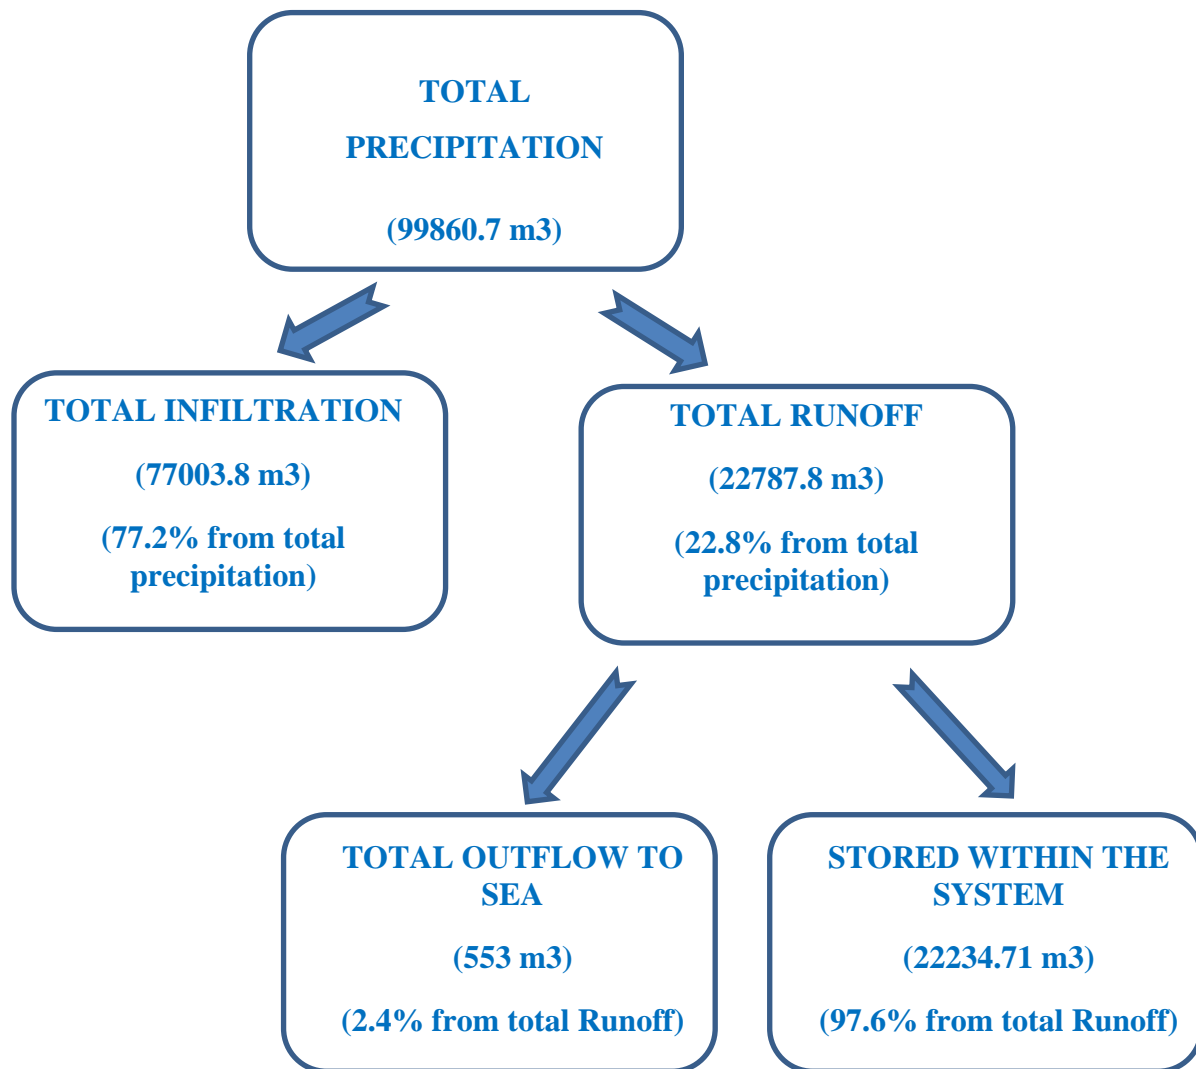 TOTAL
PRECIPITATION
(99860.7 m3)
TOTAL INFILTRATION
(77003.8 m3)
(77.2% from total
precipitation)
TOTAL RUNOFF
(22787.8 m3)
(22.8% from total
precipitation)
TOTAL OUTFLOW TO
SEA
(553 m3)
(2.4% from total Runoff)
STORED WITHIN THE
SYSTEM
(22234.71 m3)
(97.6% from total Runoff)